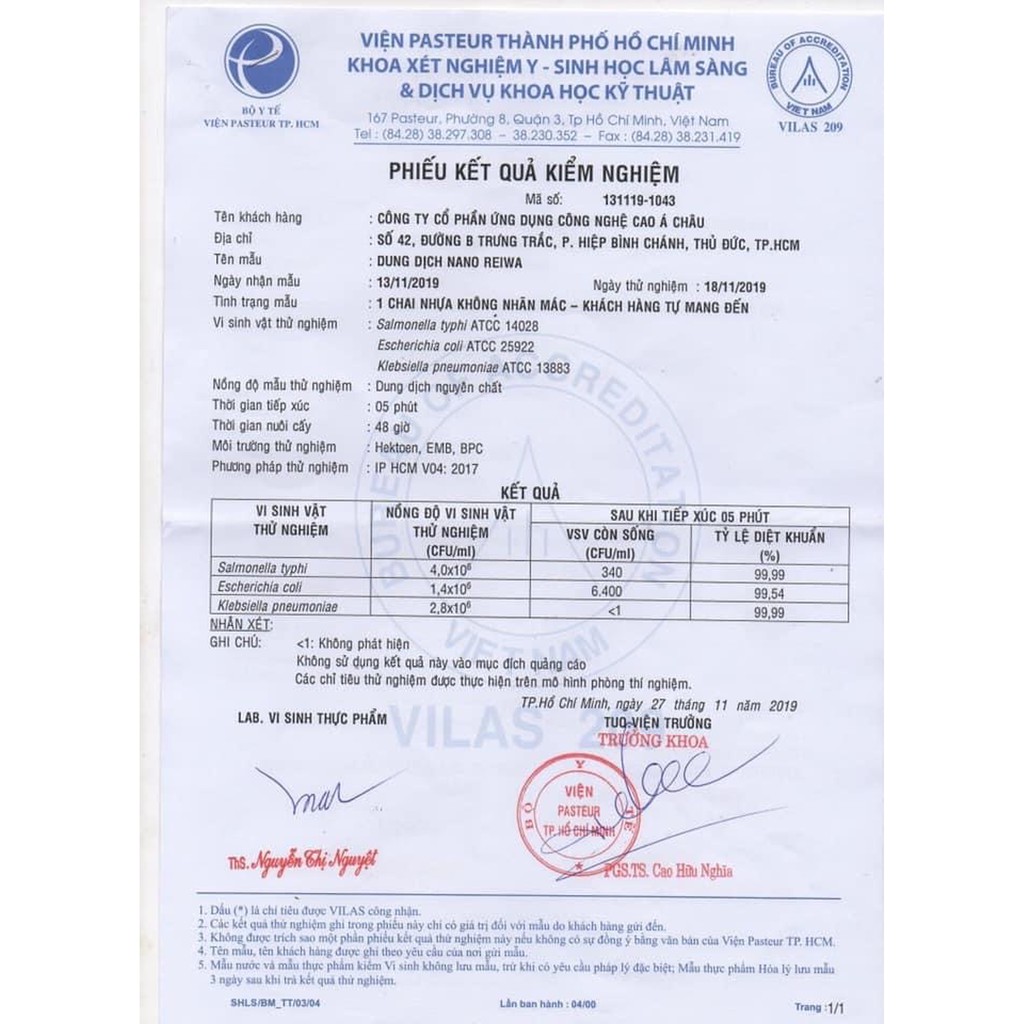 VIỆN PASTEUR THÀNH PHỐ HỒ CHÍ MINH
KHOA XÉT NGHIỆM Y - SINH HỌC LÂM SÀNG
& DỊCH VỤ KHOA HỌC KỸ THUẬT
167 Pasteur, Phường 8, Quận 3, Tp Hồ Chí Minh, Việt Nam
Tel : (84.28) 38.297.308 – 38.230.352 – Fax : (84.28) 38.231.419
BỘ Y TẾ
VIỆN PASTEUR TP. HCM
BUREAU OF ACCREDITATION
VIET NAM
VILAS 209
PHIẾU KẾT QUẢ KIỂM NGHIỆM
Mã số: 131119-1043
Tên khách hàng : CÔNG TY CỔ PHẦN ỨNG DỤNG CÔNG NGHỆ CAO Á CHÂU
Địa chỉ : SỐ 42, ĐƯỜNG B TRƯNG TRẮC, P. HIỆP BÌNH CHÁNH, THỦ ĐỨC, TP.HCM
Tên mẫu : DUNG DỊCH NANO REIWA
Ngày nhận mẫu : 13/11/2019 Ngày thử nghiệm : 18/11/2019
Tình trạng mẫu : 1 CHAI NHỰA KHÔNG NHÃN MÁC – KHÁCH HÀNG TỰ MANG ĐẾN
Vi sinh vật thử nghiệm : Salmonella typhi ATCC 14028
Escherichia coli ATCC 25922
Klebsiella pneumoniae ATCC 13883
Nồng độ mẫu thử nghiệm : Dung dịch nguyên chất
Thời gian tiếp xúc : 05 phút
Thời gian nuôi cấy : 48 giờ
Môi trường thử nghiệm : Hektoen, EMB, BPC
Phương pháp thử nghiệm : IP HCM V04: 2017
BUREAU OF ACCREDITATION
VIET NAM
VILAS 209
KẾT QUẢ
VI SINH VẬT THỬ NGHIỆM
NỒNG ĐỘ VI SINH VẬT THỬ NGHIỆM (CFU/ml)
SAU KHI TIẾP XÚC 05 PHÚT
VSV CÒN SỐNG (CFU/ml)
TỶ LỆ DIỆT KHUẨN (%)
Salmonella typhi 4,0x10⁶ 340 99,99
Escherichia coli 1,4x10⁶ 6.400 99,54
Klebsiella pneumoniae 2,8x10⁶ <1 99,99
NHẬN XÉT:
GHI CHÚ: <1: Không phát hiện
Không sử dụng kết quả này vào mục đích quảng cáo
Các chỉ tiêu thử nghiệm được thực hiện trên mô hình phòng thí nghiệm.
TP.Hồ Chí Minh, ngày 27 tháng 11 năm 2019
LAB. VI SINH THỰC PHẨM
TUQ.VIỆN TRƯỞNG
TRƯỞNG KHOA
BỘ Y TẾ
VIỆN
PASTEUR
TP. HỒ CHÍ MINH
ThS. Nguyễn Thị Nguyệt
PGS.TS. Cao Hữu Nghĩa
1. Dấu (*) là chỉ tiêu được VILAS công nhận.
2. Các kết quả thử nghiệm ghi trong phiếu này chỉ có giá trị đối với mẫu do khách hàng gửi đến.
3. Không được trích sao một phần phiếu kết quả thử nghiệm này nếu không có sự đồng ý bằng văn bản của Viện Pasteur TP. HCM.
4. Tên mẫu, tên khách hàng được ghi theo yêu cầu của nơi gửi mẫu.
5. Mẫu nước và mẫu thực phẩm kiểm Vi sinh không lưu mẫu, trừ khi có yêu cầu pháp lý đặc biệt; Mẫu thực phẩm Hóa lý lưu mẫu
3 ngày sau khi trả kết quả thử nghiệm.
SHLS/BM_TT/03/04 Lần ban hành : 04/00 Trang :1/1